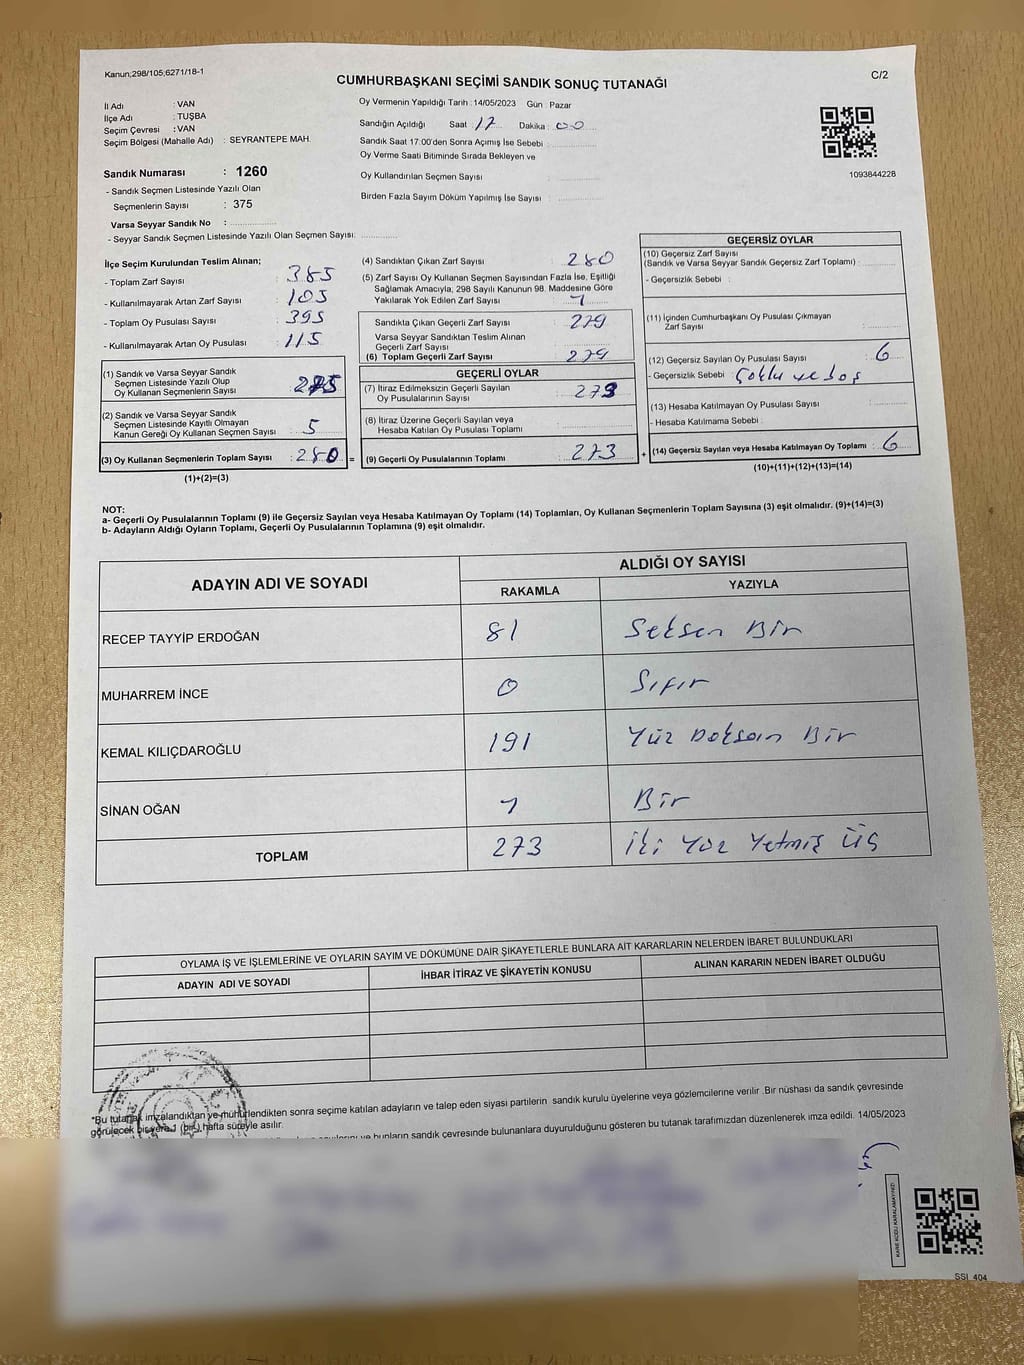 Kanun;298/105;6271/18-1
C/2
CUMHURBAŞKANI SEÇİMİ SANDIK SONUÇ TUTANAĞI
İl Adı : VAN
İlçe Adı : TUŞBA
Seçim Çevresi : VAN
Seçim Bölgesi (Mahalle Adı) : SEYRANTEPE MAH.
Sandık Numarası : 1260
- Sandık Seçmen Listesinde Yazılı Olan
Seçmenlerin Sayısı : 375
Varsa Seyyar Sandık No :
- Seyyar Sandık Seçmen Listesinde Yazılı Olan Seçmen Sayısı:
Oy Vermenin Yapıldığı Tarih : 14/05/2023 Gün : Pazar
Sandığın Açıldığı Saat 17 Dakika : 00
Sandık Saat 17:00'den Sonra Açımış İse Sebebi :
Oy Verme Saati Bitiminde Sırada Bekleyen ve
Oy Kullandırılan Seçmen Sayısı :
Birden Fazla Sayım Döküm Yapılmış İse Sayısı :
1093844228
İlçe Seçim Kurulundan Teslim Alınan;
- Toplam Zarf Sayısı : 385
- Kullanılmayarak Artan Zarf Sayısı : 105
- Toplam Oy Pusulası Sayısı : 395
- Kullanılmayarak Artan Oy Pusulası : 115
(1) Sandık ve Varsa Seyyar Sandık
Seçmen Listesinde Yazılı Olup
Oy Kullanan Seçmenlerin Sayısı : 275
(2) Sandık ve Varsa Seyyar Sandık
Seçmen Listesinde Kayıtlı Olmayan
Kanun Gereği Oy Kullanan Seçmen Sayısı : 5
(3) Oy Kullanan Seçmenlerin Toplam Sayısı : 280 =
(1)+(2)=(3)
(4) Sandıktan Çıkan Zarf Sayısı : 280
(5) Zarf Sayısı Oy Kullanan Seçmen Sayısından Fazla İse, Eşitliği
Sağlamak Amacıyla, 298 Sayılı Kanunun 98. Maddesine Göre
Yakılarak Yok Edilen Zarf Sayısı : 1
Sandıkta Çıkan Geçerli Zarf Sayısı : 279
Varsa Seyyar Sandıktan Teslim Alınan
Geçerli Zarf Sayısı :
(6) Toplam Geçerli Zarf Sayısı : 279
GEÇERLİ OYLAR
(7) İtiraz Edilmeksizin Geçerli Sayılan
Oy Pusulalarının Sayısı : 273
(8) İtiraz Üzerine Geçerli Sayılan veya
Hesaba Katılan Oy Pusulası Toplamı :
(9) Geçerli Oy Pusulalarının Toplamı : 273 +
GEÇERSİZ OYLAR
(10) Geçersiz Zarf Sayısı
(Sandık ve Varsa Seyyar Sandık Geçersiz Zarf Toplamı) :
- Geçersizlik Sebebi :
(11) İçinden Cumhurbaşkanı Oy Pusulası Çıkmayan
Zarf Sayısı :
(12) Geçersiz Sayılan Oy Pusulası Sayısı : 6
- Geçersizlik Sebebi : Çoklu ve boş
(13) Hesaba Katılmayan Oy Pusulası Sayısı :
- Hesaba Katılmama Sebebi :
(14) Geçersiz Sayılan veya Hesaba Katılmayan Oy Toplamı : 6
(10)+(11)+(12)+(13)=(14)
NOT:
a- Geçerli Oy Pusulalarının Toplamı (9) ile Geçersiz Sayılan veya Hesaba Katılmayan Oy Toplamı (14) Toplamları, Oy Kullanan Seçmenlerin Toplam Sayısına (3) eşit olmalıdır. (9)+(14)=(3)
b- Adayların Aldığı Oyların Toplamı, Geçerli Oy Pusulalarının Toplamına (9) eşit olmalıdır.
ADAYIN ADI VE SOYADI
ALDIĞI OY SAYISI
RAKAMLA YAZIYLA
RECEP TAYYİP ERDOĞAN 81 Seksen Bir
MUHARREM İNCE 0 Sıfır
KEMAL KILIÇDAROĞLU 191 Yüz Doksan Bir
SİNAN OĞAN 1 Bir
TOPLAM 273 İki Yüz Yetmiş Üç
OYLAMA İŞ VE İŞLEMLERİNE VE OYLARIN SAYIM VE DÖKÜMÜNE DAİR ŞİKAYETLERLE BUNLARA AİT KARARLARIN NELERDEN İBARET BULUNDUKLARI
ADAYIN ADI VE SOYADI İHBAR İTİRAZ VE ŞİKAYETİN KONUSU ALINAN KARARIN NEDEN İBARET OLDUĞU
*Bu tutanak imzalandıktan ve mühürlendikten sonra seçime katılan adayların ve talep eden siyasi partilerin sandık kurulu üyelerine veya gözlemcilerine verilir .Bir nüshası da sandık çevresinde
görülecek bir yere 1 (bir) hafta süreyle asılır.
ve bunların sandık çevresinde bulunanlara duyurulduğunu gösteren bu tutanak tarafımızdan düzenlenerek imza edildi. 14/05/2023
KARE KODU KARALAMAYINIZ!
SSI_404